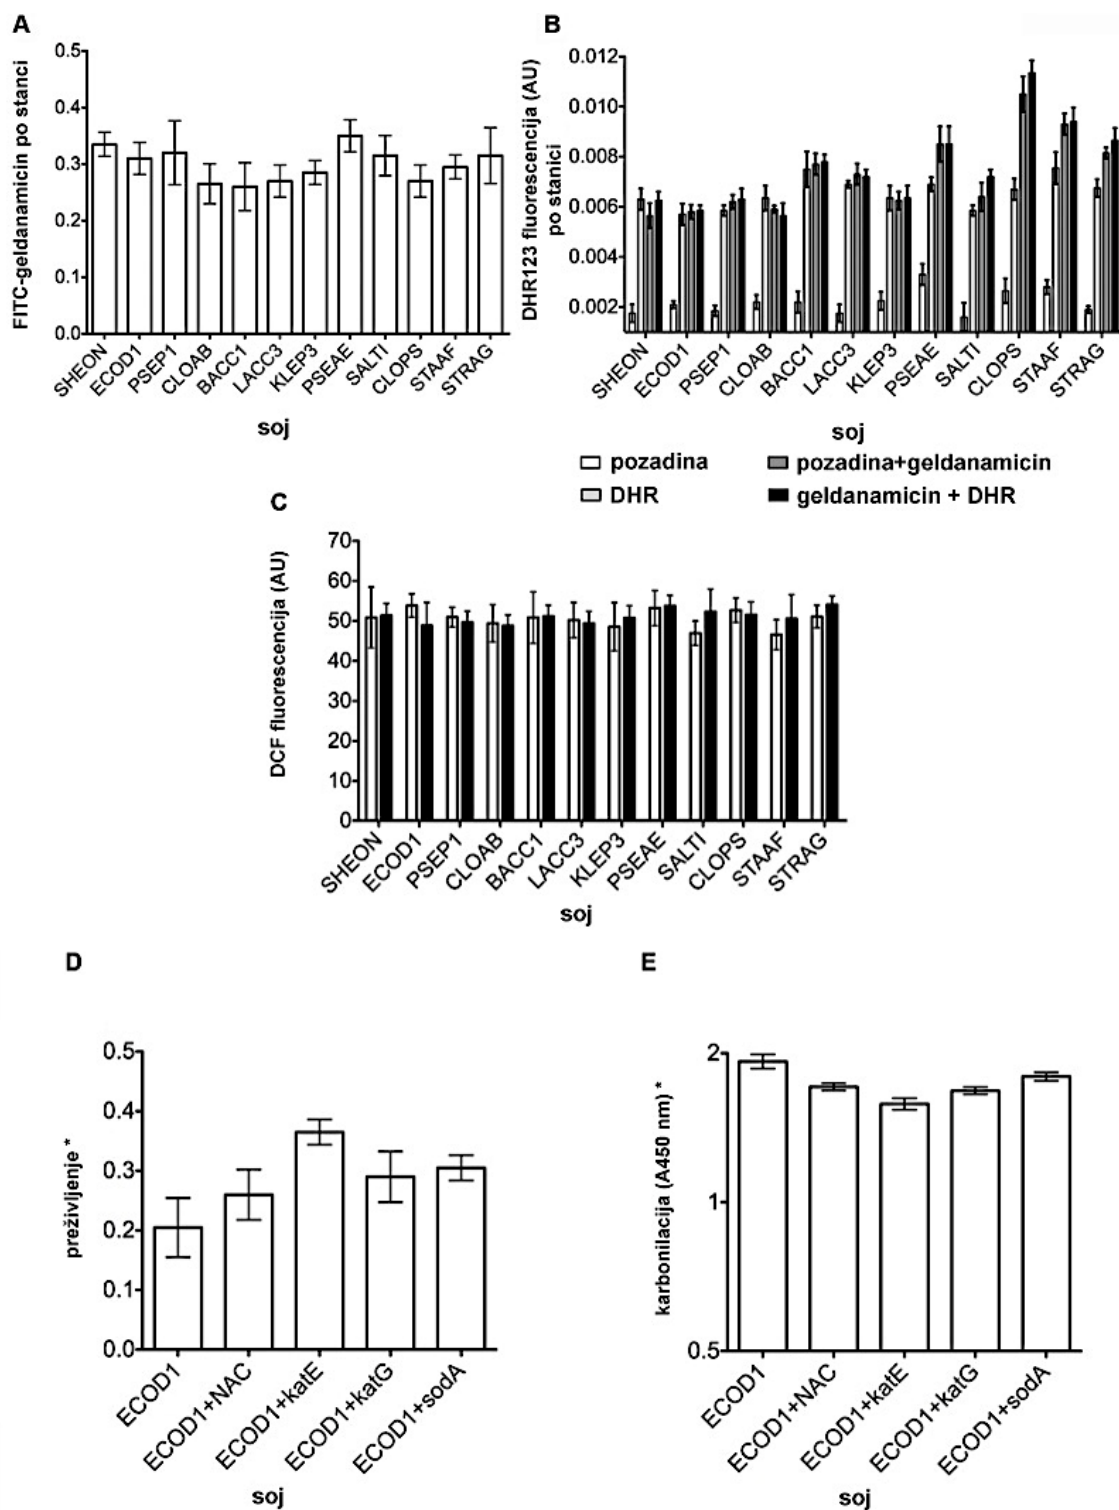 A
FITC-geldanamicin po stanci
0.5
0.4
0.3
0.2
0.1
0.0
SHEON
ECOD1
PSEP1
CLOAB
BACC1
LACC3
KLEP3
PSEAE
SALTI
CLOPS
STAAF
STRAG
soj
B
DHR123 fluorescencija (AU)
po stanici
0.012
0.010
0.008
0.006
0.004
0.002
SHEON
ECOD1
PSEP1
CLOAB
BACC1
LACC3
KLEP3
PSEAE
SALTI
CLOPS
STAAF
STRAG
soj
pozadina
pozadina+geldanamicin
DHR
geldanamicin + DHR
C
DCF fluorescencija (AU)
70
60
50
40
30
20
10
0
SHEON
ECOD1
PSEP1
CLOAB
BACC1
LACC3
KLEP3
PSEAE
SALTI
CLOPS
STAAF
STRAG
soj
D
preživljenje *
0.5
0.4
0.3
0.2
0.1
0.0
ECOD1
ECOD1+NAC
ECOD1+katE
ECOD1+katG
ECOD1+sodA
soj
E
karbonilacija (A450 nm) *
2
1
0.5
ECOD1
ECOD1+NAC
ECOD1+katE
ECOD1+katG
ECOD1+sodA
soj